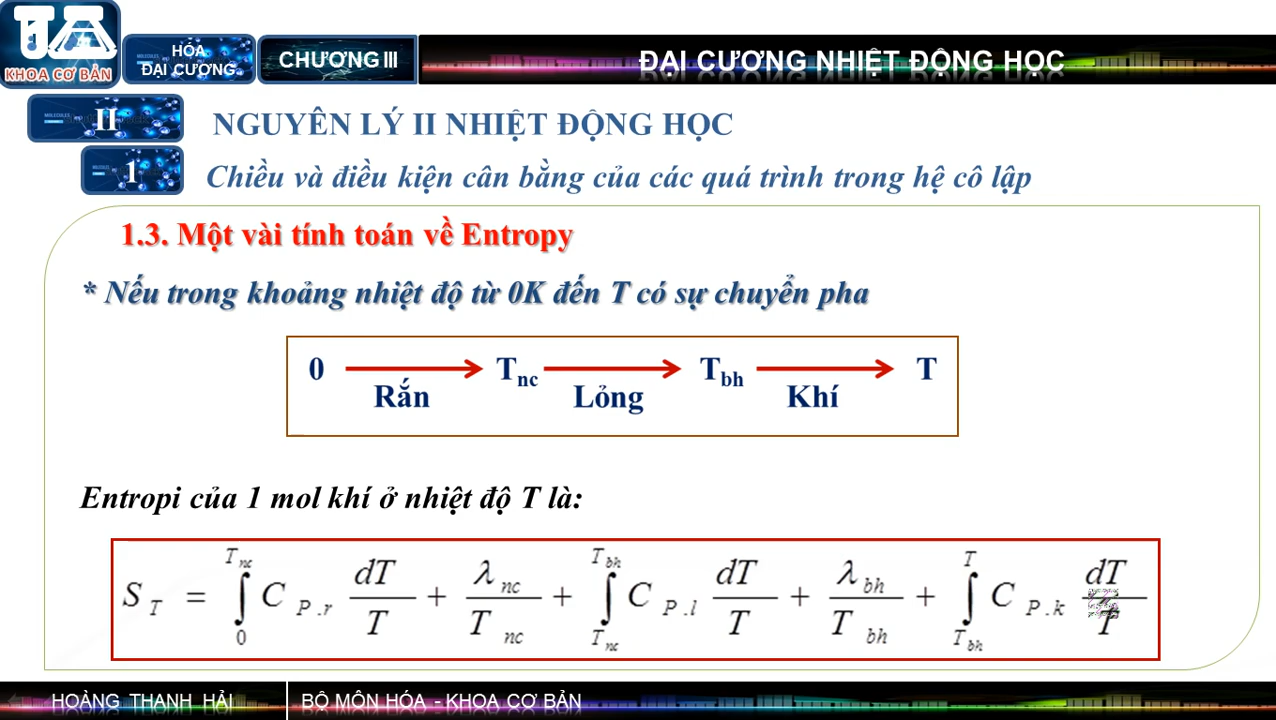 KHOA CƠ BẢN
HÓA
ĐẠI CƯƠNG
CHƯƠNG III
ĐẠI CƯƠNG NHIỆT ĐỘNG HỌC
II
NGUYÊN LÝ II NHIỆT ĐỘNG HỌC
1
Chiều và điều kiện cân bằng của các quá trình trong hệ cô lập
1.3. Một vài tính toán về Entropy
* Nếu trong khoảng nhiệt độ từ 0K đến T có sự chuyển pha
0 → T_nc → T_bh → T
Rắn Lỏng Khí
Entropi của 1 mol khí ở nhiệt độ T là:
S_T = ∫_0^{T_nc} C_{P.r} dT/T + λ_nc/T_nc + ∫_{T_nc}^{T_bh} C_{P.l} dT/T + λ_bh/T_bh + ∫_{T_bh}^{T} C_{P.k} dT/T
HOÀNG THANH HẢI
BỘ MÔN HÓA - KHOA CƠ BẢN